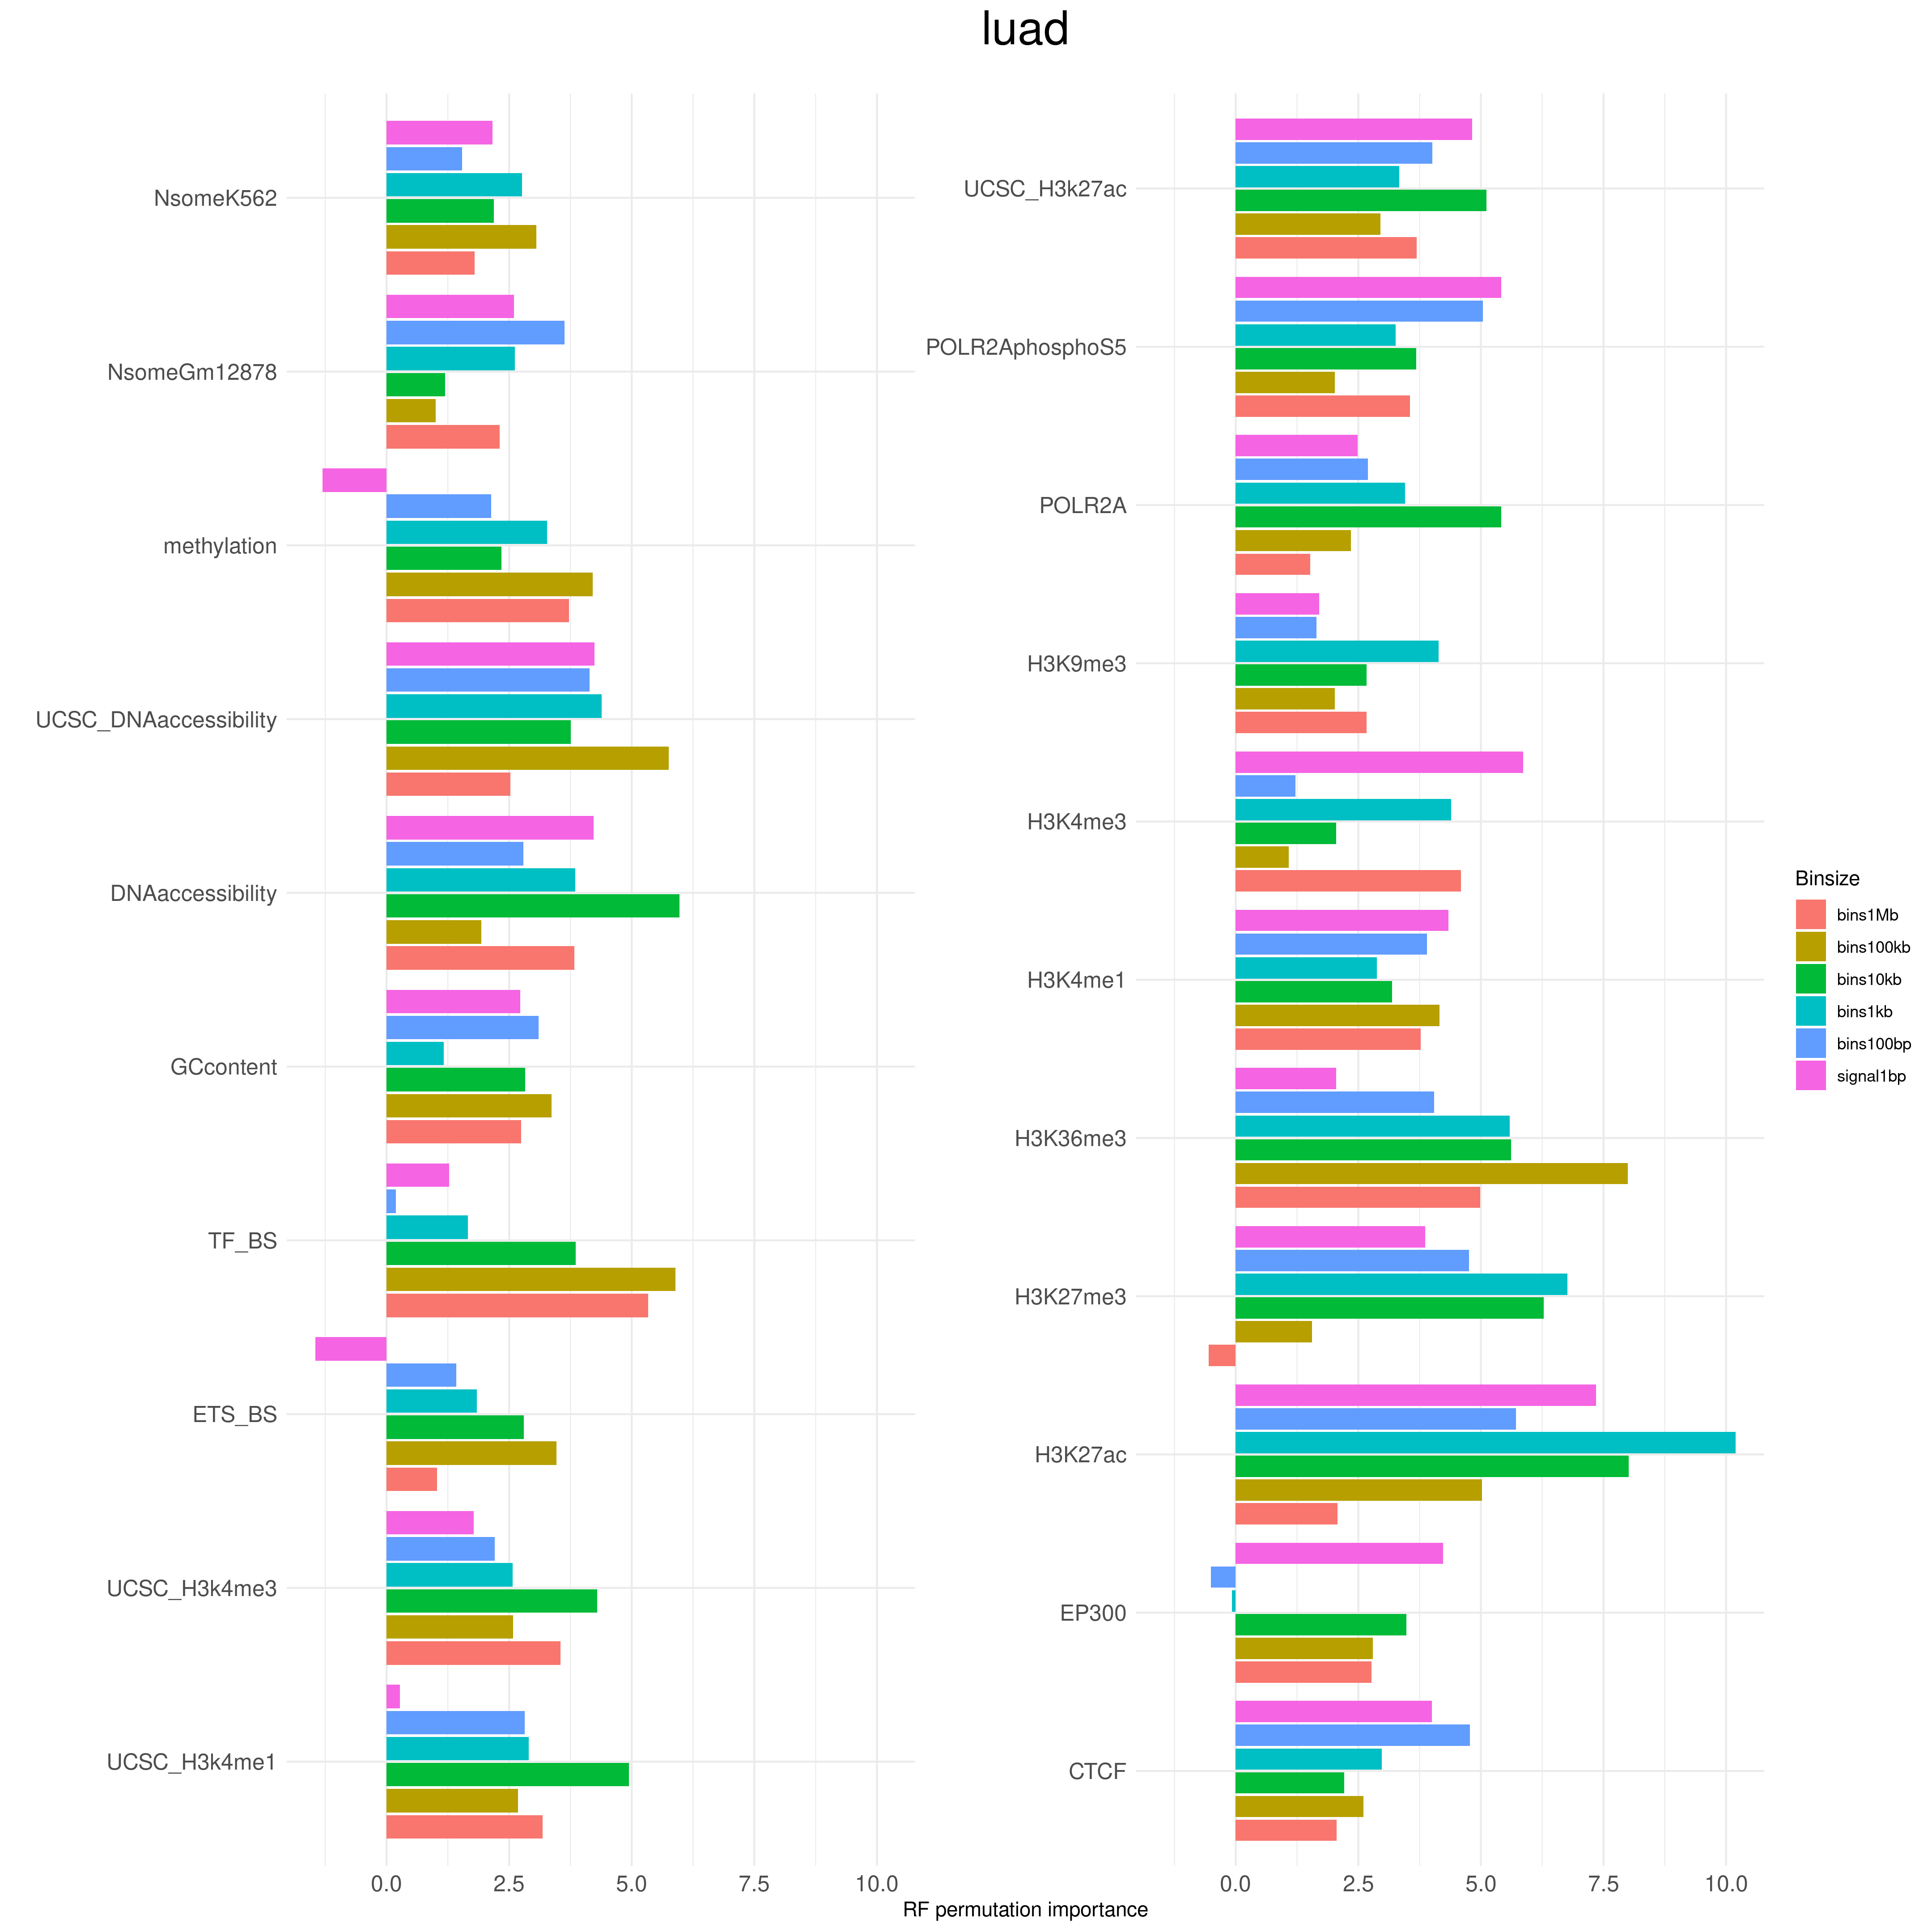 luad
NsomeK562
NsomeGm12878
methylation
UCSC_DNAaccessibility
DNAaccessibility
GCcontent
TF_BS
ETS_BS
UCSC_H3k4me3
UCSC_H3k4me1
0.0 2.5 5.0 7.5 10.0
UCSC_H3k27ac
POLR2AphosphoS5
POLR2A
H3K9me3
H3K4me3
H3K4me1
H3K36me3
H3K27me3
H3K27ac
EP300
CTCF
0.0 2.5 5.0 7.5 10.0
RF permutation importance
Binsize
bins1Mb
bins100kb
bins10kb
bins1kb
bins100bp
signal1bp